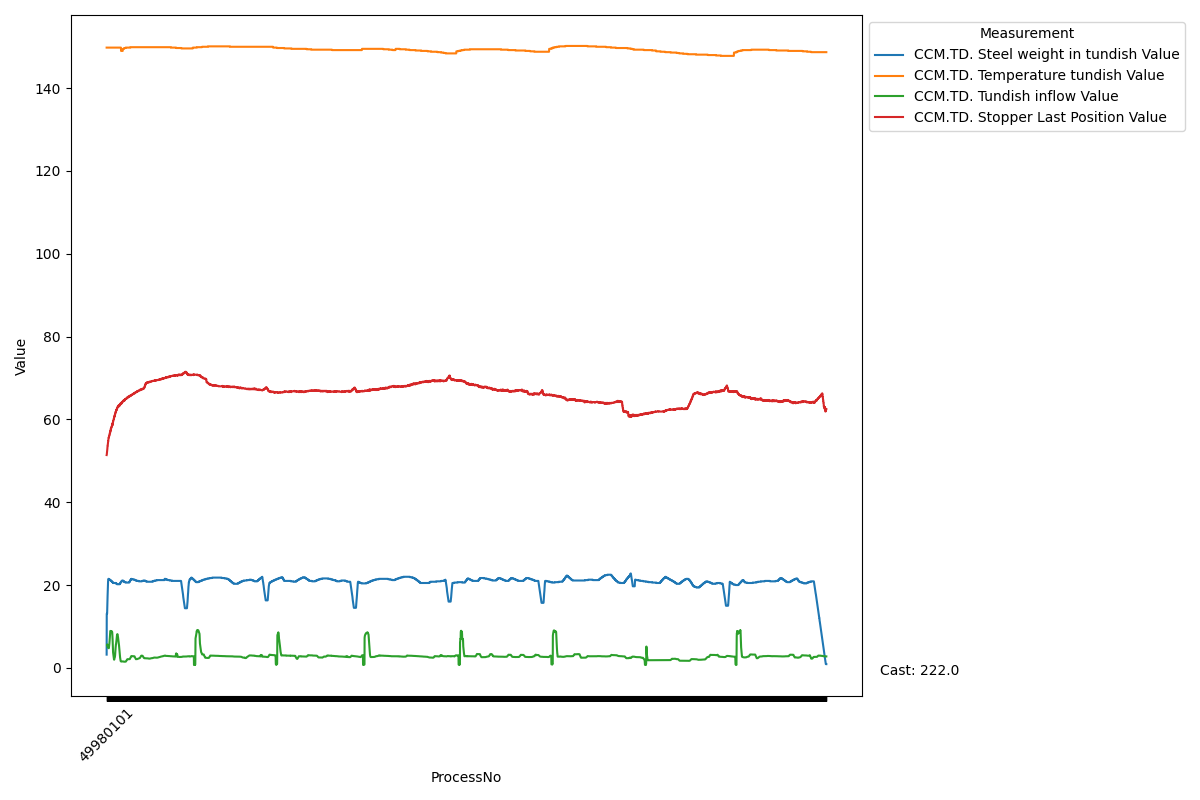 Measurement
CCM.TD. Steel weight in tundish Value
CCM.TD. Temperature tundish Value
CCM.TD. Tundish inflow Value
CCM.TD. Stopper Last Position Value
140
120
100
80
60
40
20
0
Value
49980101
ProcessNo
Cast: 222.0